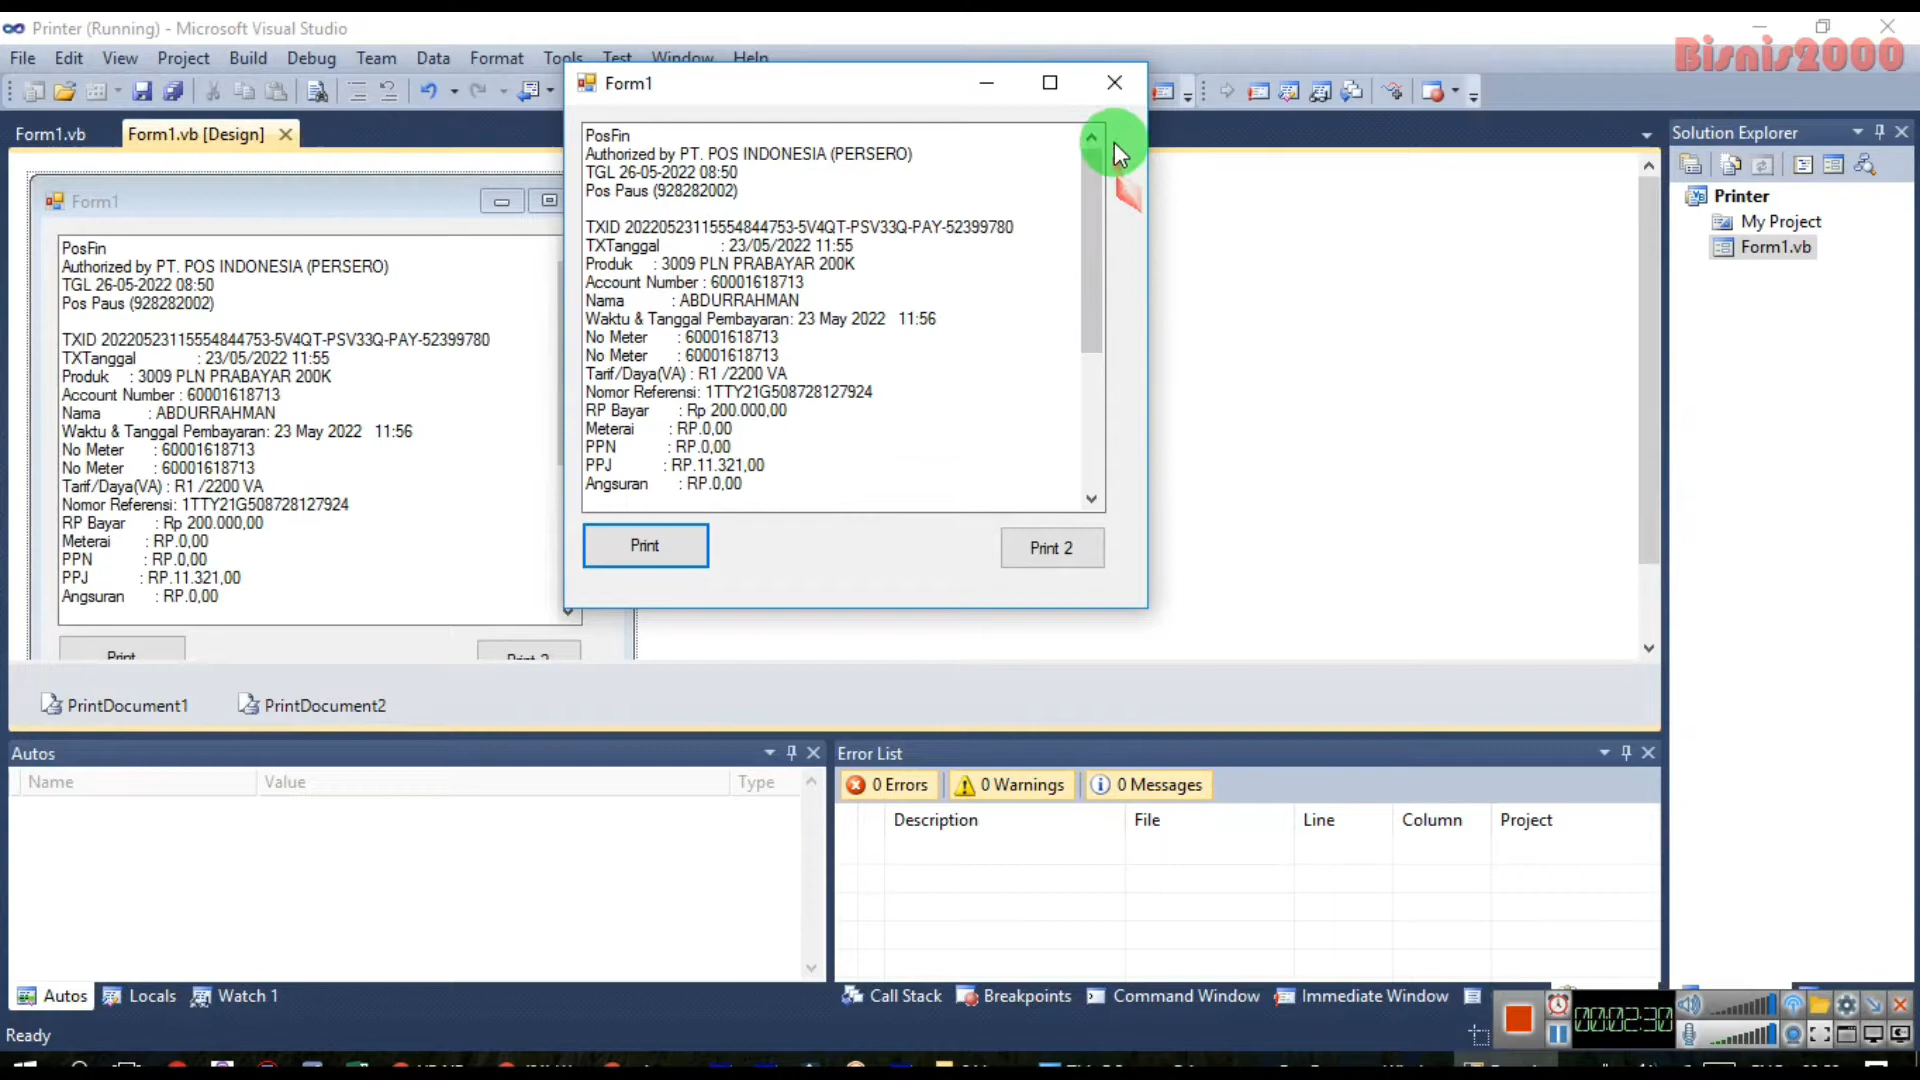 Printer (Running) - Microsoft Visual Studio
Bisnis2000
File Edit View Project Build Debug Team Data Format Tools Test Window Help
Form1.vb
Form1.vb [Design]
Form1
PosFin
Authorized by PT. POS INDONESIA (PERSERO)
TGL 26-05-2022 08:50
Pos Paus (928282002)
TXID 20220523115554844753-5V4QT-PSV33Q-PAY-52399780
TXTanggal : 23/05/2022 11:55
Produk : 3009 PLN PRABAYAR 200K
Account Number : 60001618713
Nama : ABDURRAHMAN
Waktu & Tanggal Pembayaran: 23 May 2022 11:56
No Meter : 60001618713
No Meter : 60001618713
Tarif/Daya(VA) : R1 /2200 VA
Nomor Referensi: 1TTY21G508728127924
RP Bayar : Rp 200.000,00
Meterai : RP.0,00
PPN : RP.0,00
PPJ : RP.11.321,00
Angsuran : RP.0,00
Print
Print 2
Form1
PosFin
Authorized by PT. POS INDONESIA (PERSERO)
TGL 26-05-2022 08:50
Pos Paus (928282002)
TXID 20220523115554844753-5V4QT-PSV33Q-PAY-52399780
TXTanggal : 23/05/2022 11:55
Produk : 3009 PLN PRABAYAR 200K
Account Number : 60001618713
Nama : ABDURRAHMAN
Waktu & Tanggal Pembayaran: 23 May 2022 11:56
No Meter : 60001618713
No Meter : 60001618713
Tarif/Daya(VA) : R1 /2200 VA
Nomor Referensi: 1TTY21G508728127924
RP Bayar : Rp 200.000,00
Meterai : RP.0,00
PPN : RP.0,00
PPJ : RP.11.321,00
Angsuran : RP.0,00
Print
Print 2
Solution Explorer
Printer
My Project
Form1.vb
PrintDocument1
PrintDocument2
Autos
Name Value Type
Autos Locals Watch 1
Error List
0 Errors 0 Warnings 0 Messages
Description File Line Column Project
Call Stack Breakpoints Command Window Immediate Window
Ready
00:02:30